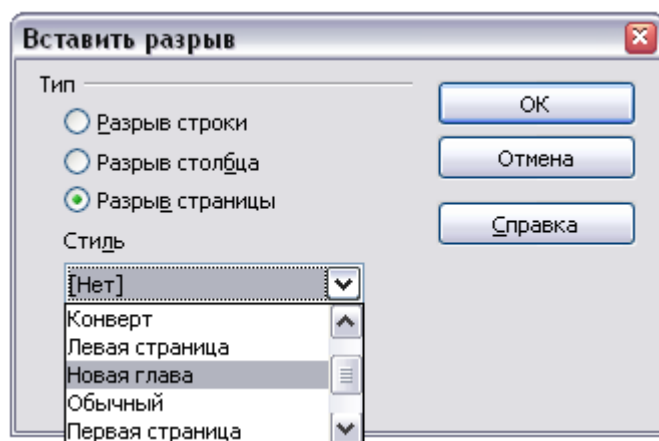 Вставить разрыв
Тип
Разрыв строки
Разрыв столбца
Разрыв страницы
Стиль
[Нет]
Конверт
Левая страница
Новая глава
Обычный
Первая страница
ОК
Отмена
Справка